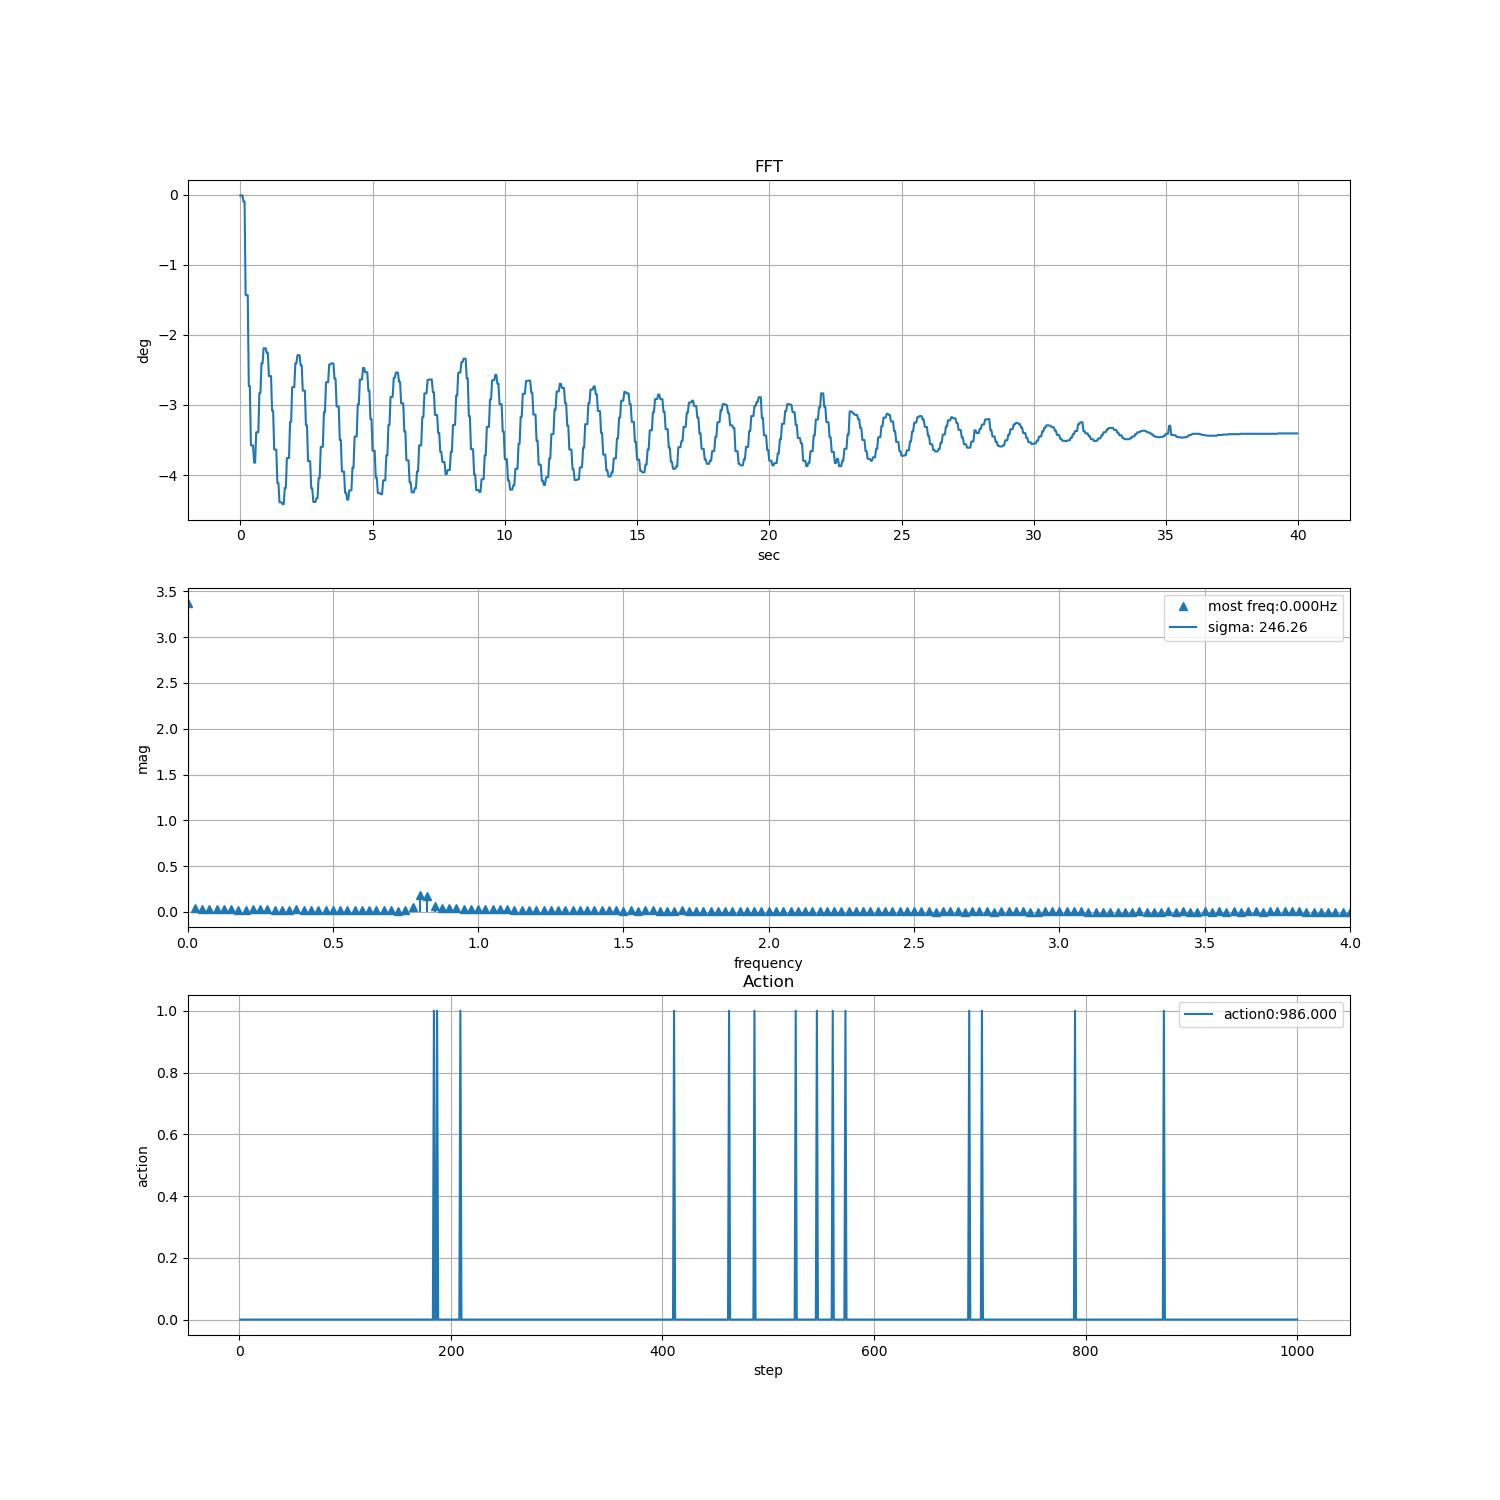 FFT
0
−1
−2
−3
−4
deg
0 5 10 15 20 25 30 35 40
sec
3.5
3.0
2.5
2.0
1.5
1.0
0.5
0.0
mag
most freq:0.000Hz
sigma: 246.26
0.0 0.5 1.0 1.5 2.0 2.5 3.0 3.5 4.0
frequency
Action
1.0
0.8
0.6
0.4
0.2
0.0
action
action0:986.000
0 200 400 600 800 1000
step